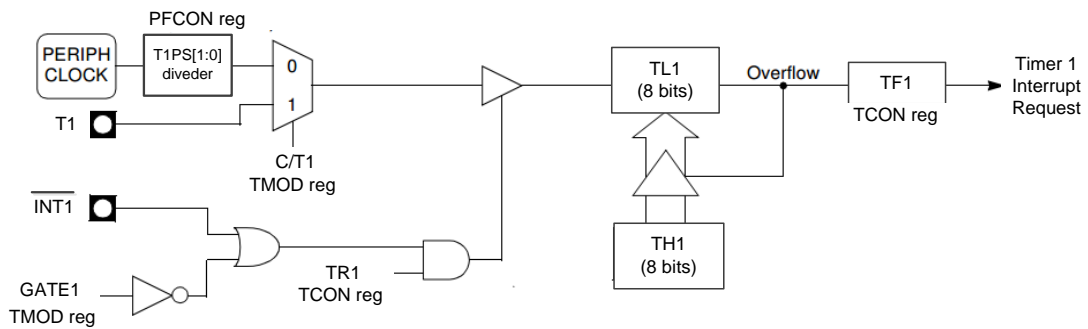 PFCON reg
PERIPH
CLOCK
T1PS[1:0]
diveder
0
1
T1
C/T1
TMOD reg
TL1
(8 bits)
Overflow
TF1
TCON reg
Timer 1
Interrupt
Request
INT1
TH1
(8 bits)
TR1
TCON reg
GATE1
TMOD reg